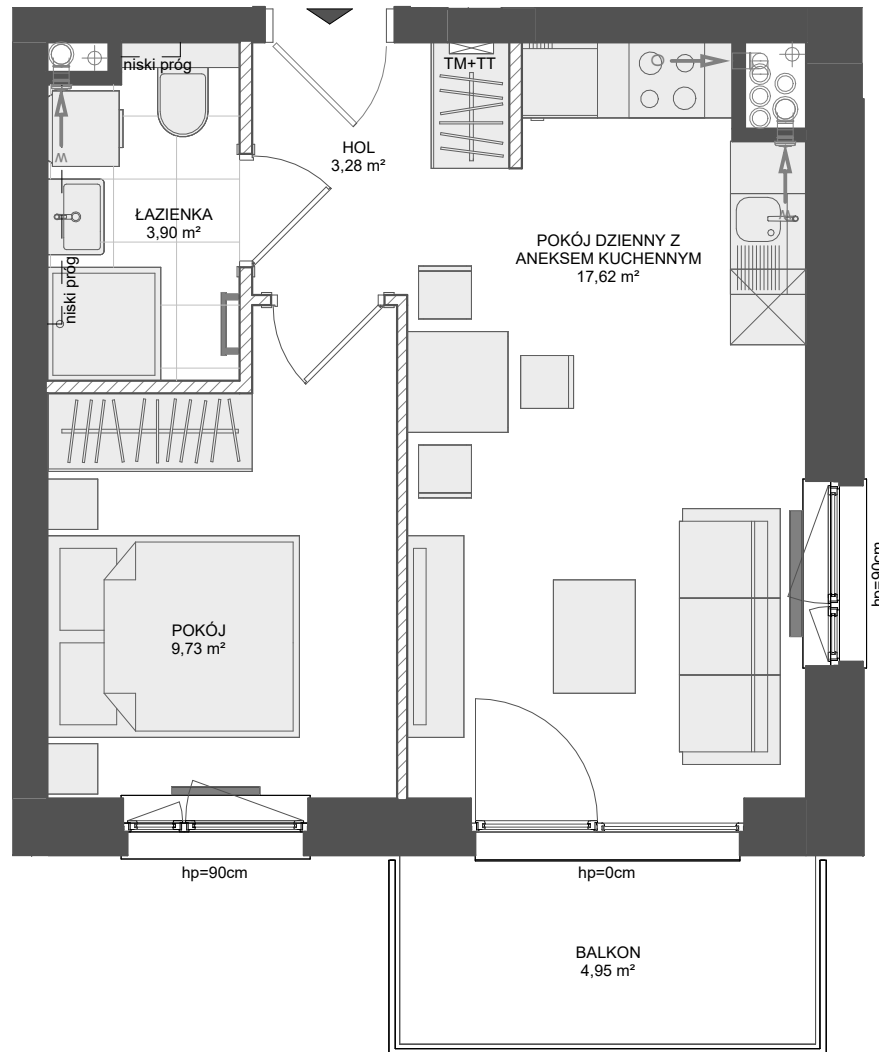 niski próg
TM+TT
HOL
3,28 m²
ŁAZIENKA
3,90 m²
POKÓJ DZIENNY Z
ANEKSEM KUCHENNYM
17,62 m²
niski próg
hp=90cm
POKÓJ
9,73 m²
hp=90cm
hp=0cm
BALKON
4,95 m²